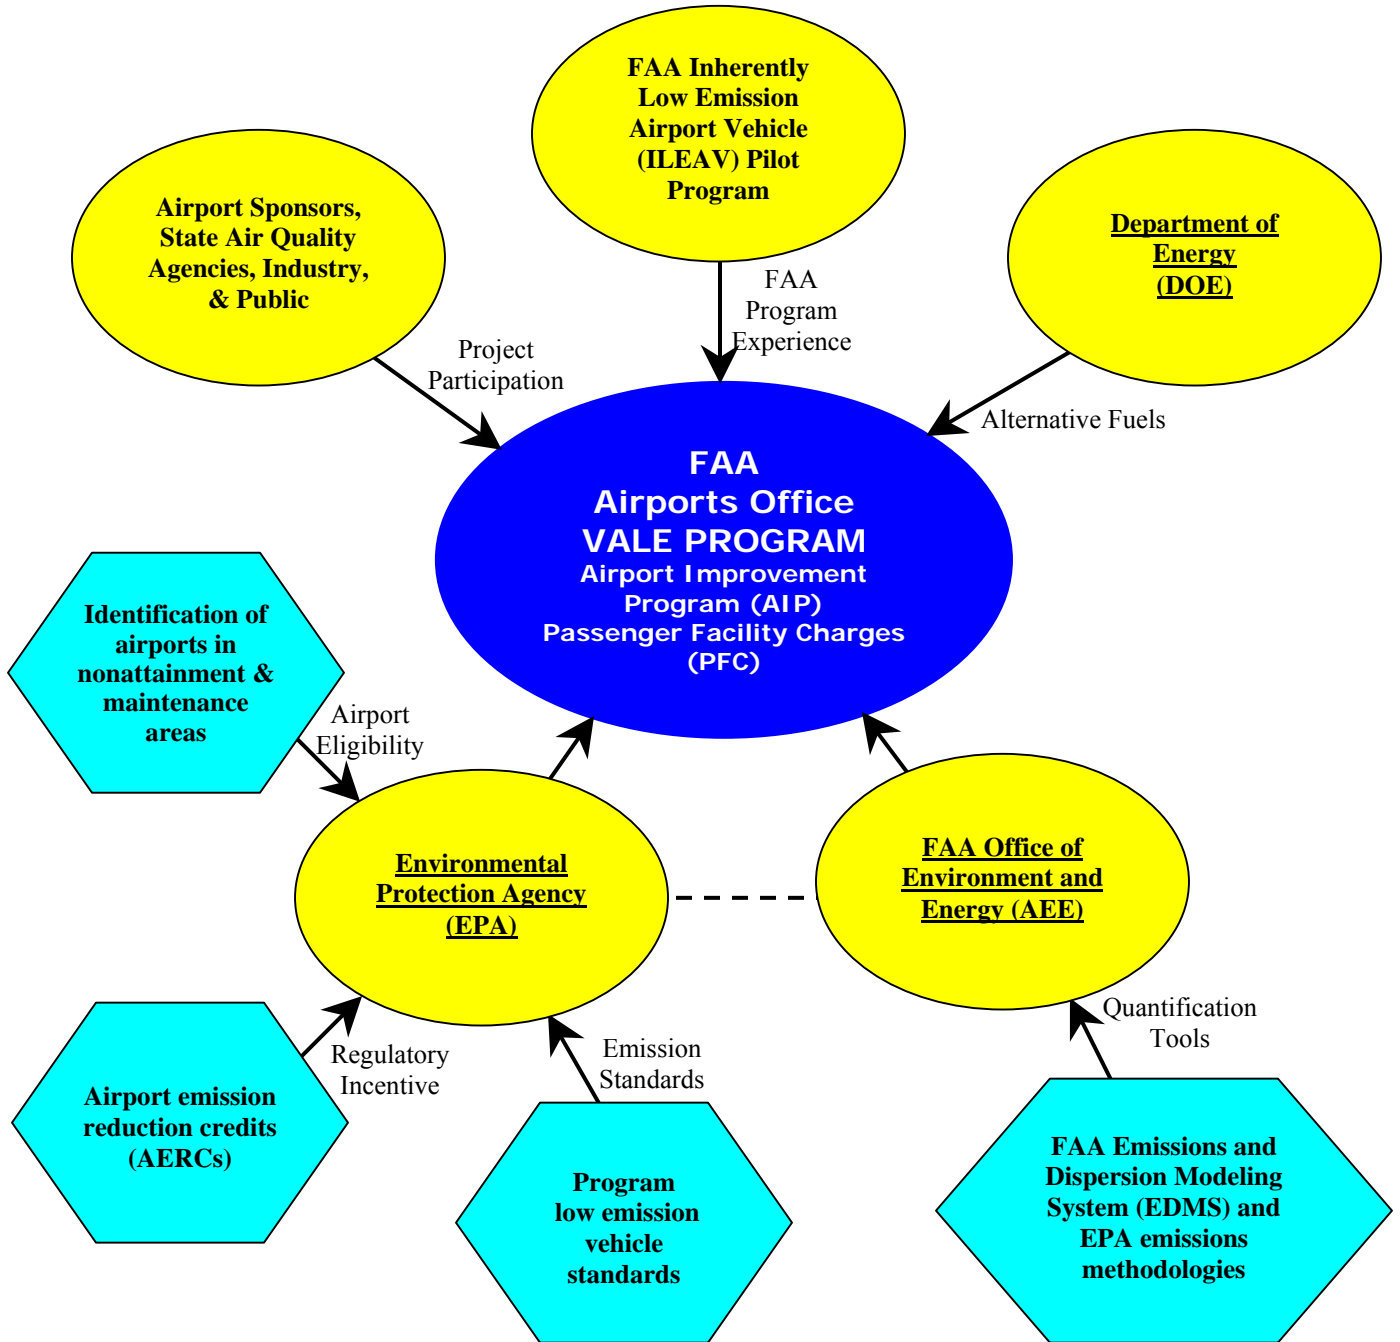 FAA Inherently
Low Emission
Airport Vehicle
(ILEAV) Pilot
Program
Airport Sponsors,
State Air Quality
Agencies, Industry,
& Public
Department of
Energy
(DOE)
FAA
Program
Experience
Project
Participation
Alternative Fuels
FAA
Airports Office
VALE PROGRAM
Airport Improvement
Program (AIP)
Passenger Facility Charges
(PFC)
Identification of
airports in
nonattainment &
maintenance
areas
Airport
Eligibility
Environmental
Protection Agency
(EPA)
FAA Office of
Environment and
Energy (AEE)
Regulatory
Incentive
Emission
Standards
Quantification
Tools
Airport emission
reduction credits
(AERCs)
Program
low emission
vehicle
standards
FAA Emissions and
Dispersion Modeling
System (EDMS) and
EPA emissions
methodologies